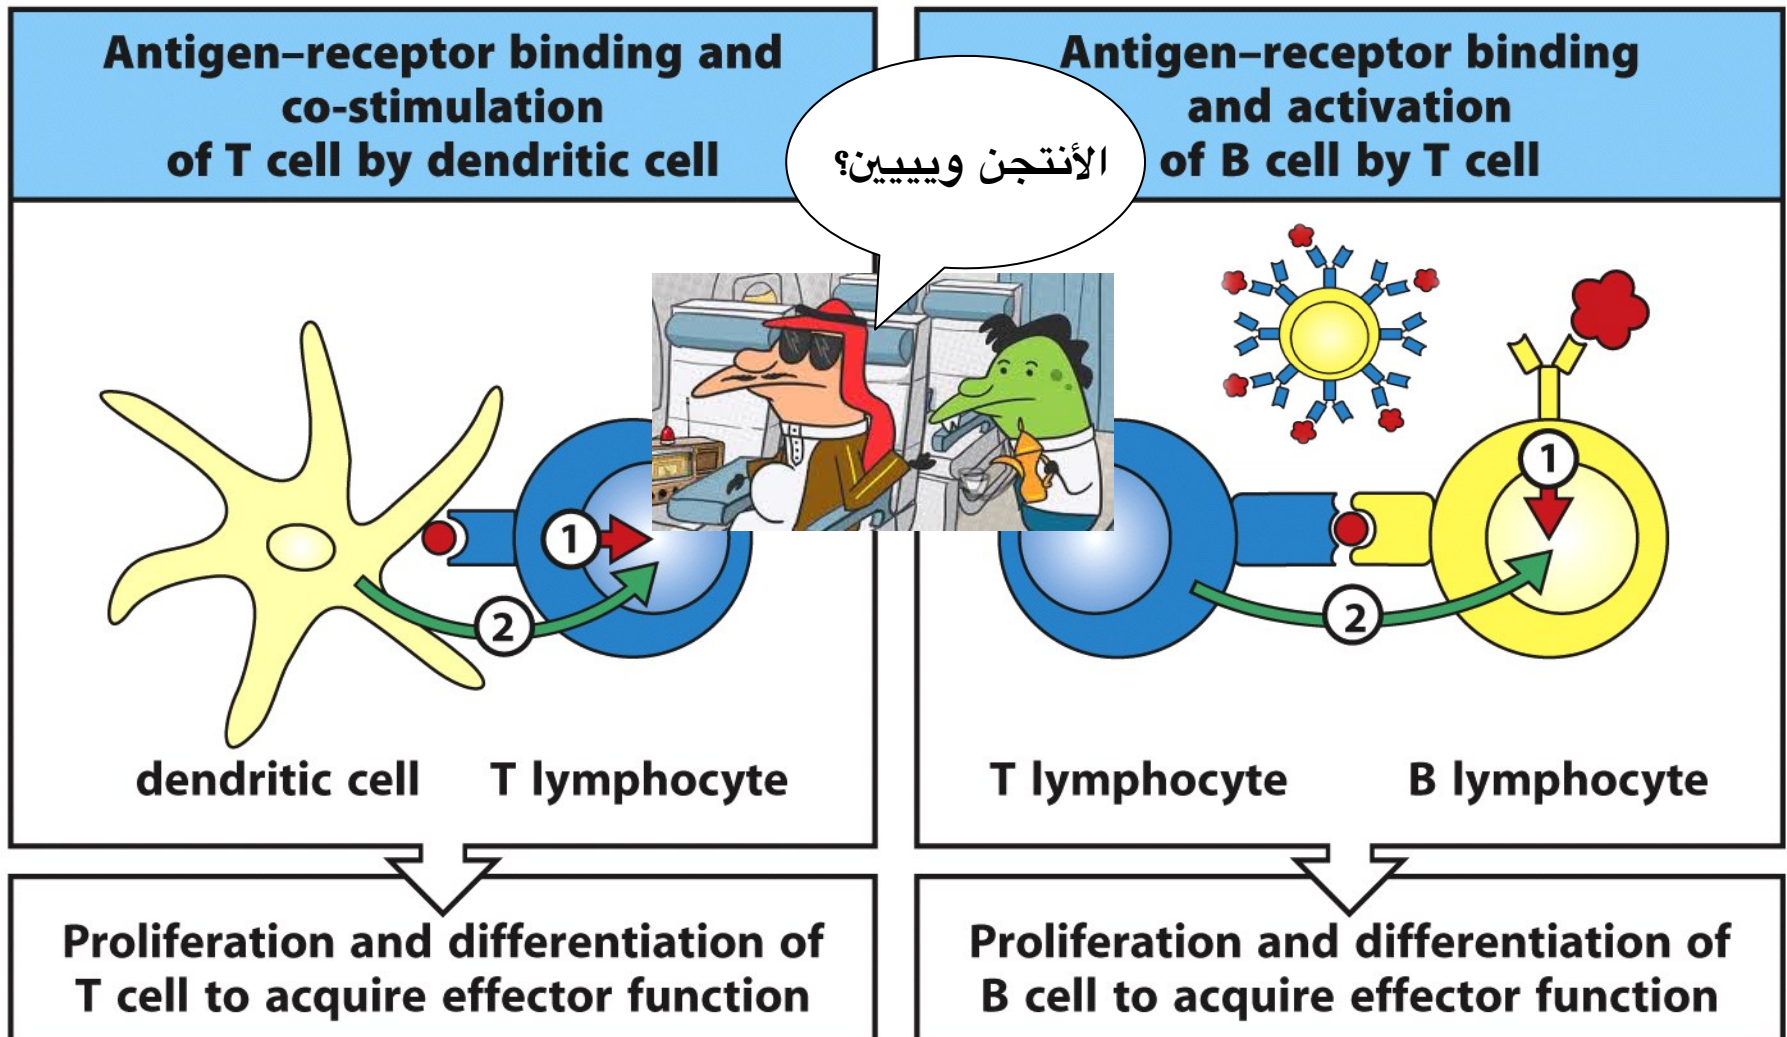 Antigen–receptor binding and
co-stimulation
of T cell by dendritic cell
Antigen–receptor binding
and activation
of B cell by T cell
الأنتجن ويييين؟
1
2
dendritic cell
T lymphocyte
1
2
T lymphocyte
B lymphocyte
Proliferation and differentiation of
T cell to acquire effector function
Proliferation and differentiation of
B cell to acquire effector function